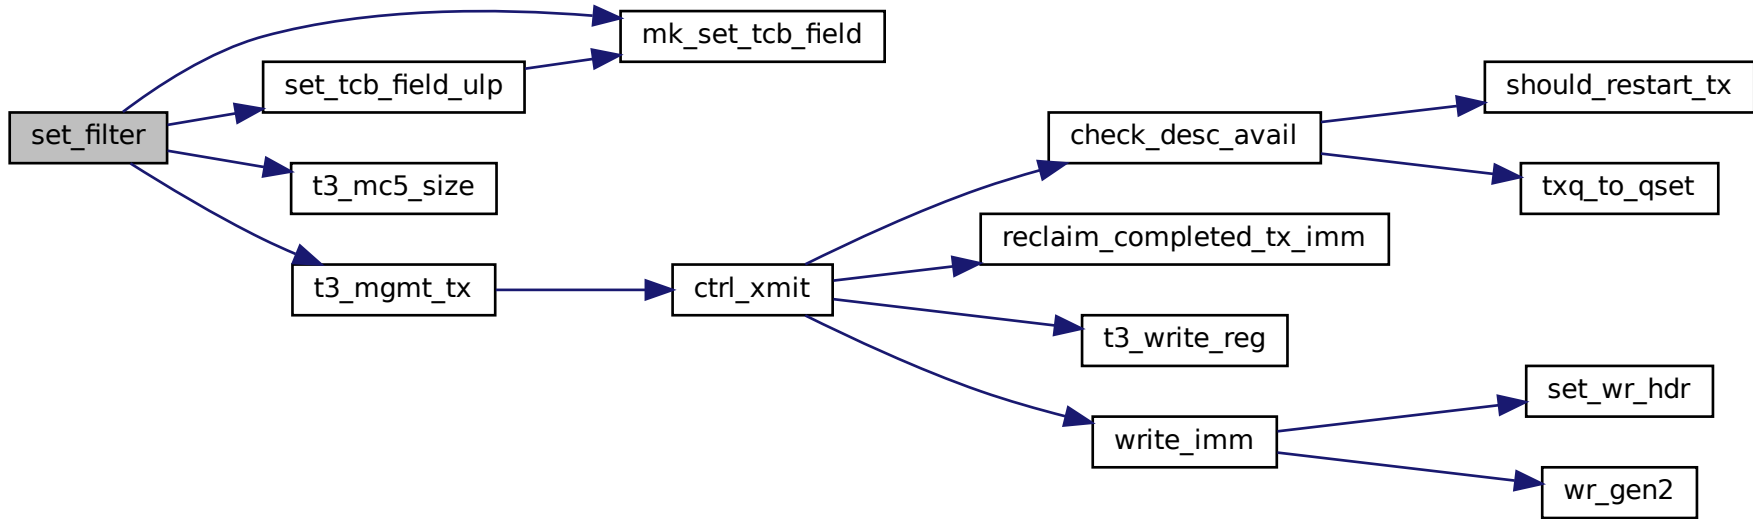 set_filter
mk_set_tcb_field
set_tcb_field_ulp
t3_mc5_size
t3_mgmt_tx
ctrl_xmit
check_desc_avail
should_restart_tx
txq_to_qset
reclaim_completed_tx_imm
t3_write_reg
write_imm
set_wr_hdr
wr_gen2